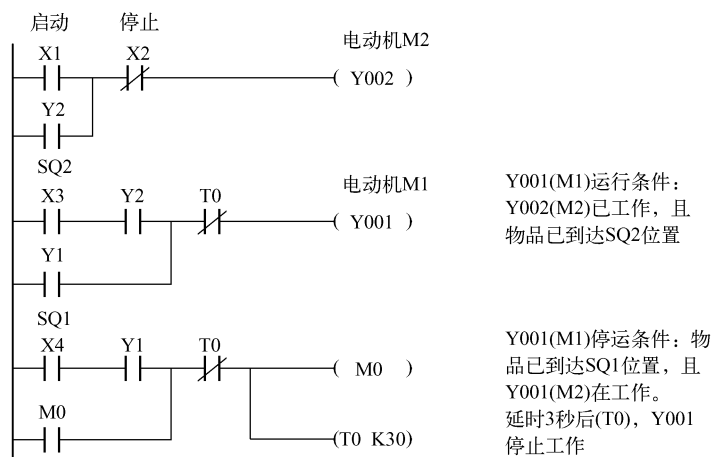 启动 停止
X1 X2
电动机M2
( Y002 )
Y2
SQ2
X3 Y2 T0
电动机M1
( Y001 )
Y1
Y001(M1)运行条件：
Y002(M2)已工作，且
物品已到达SQ2位置
SQ1
X4 Y1 T0
( M0 )
M0
(T0 K30)
Y001(M1)停运条件：物
品已到达SQ1位置，且
Y001(M2)在工作。
延时3秒后(T0)，Y001
停止工作